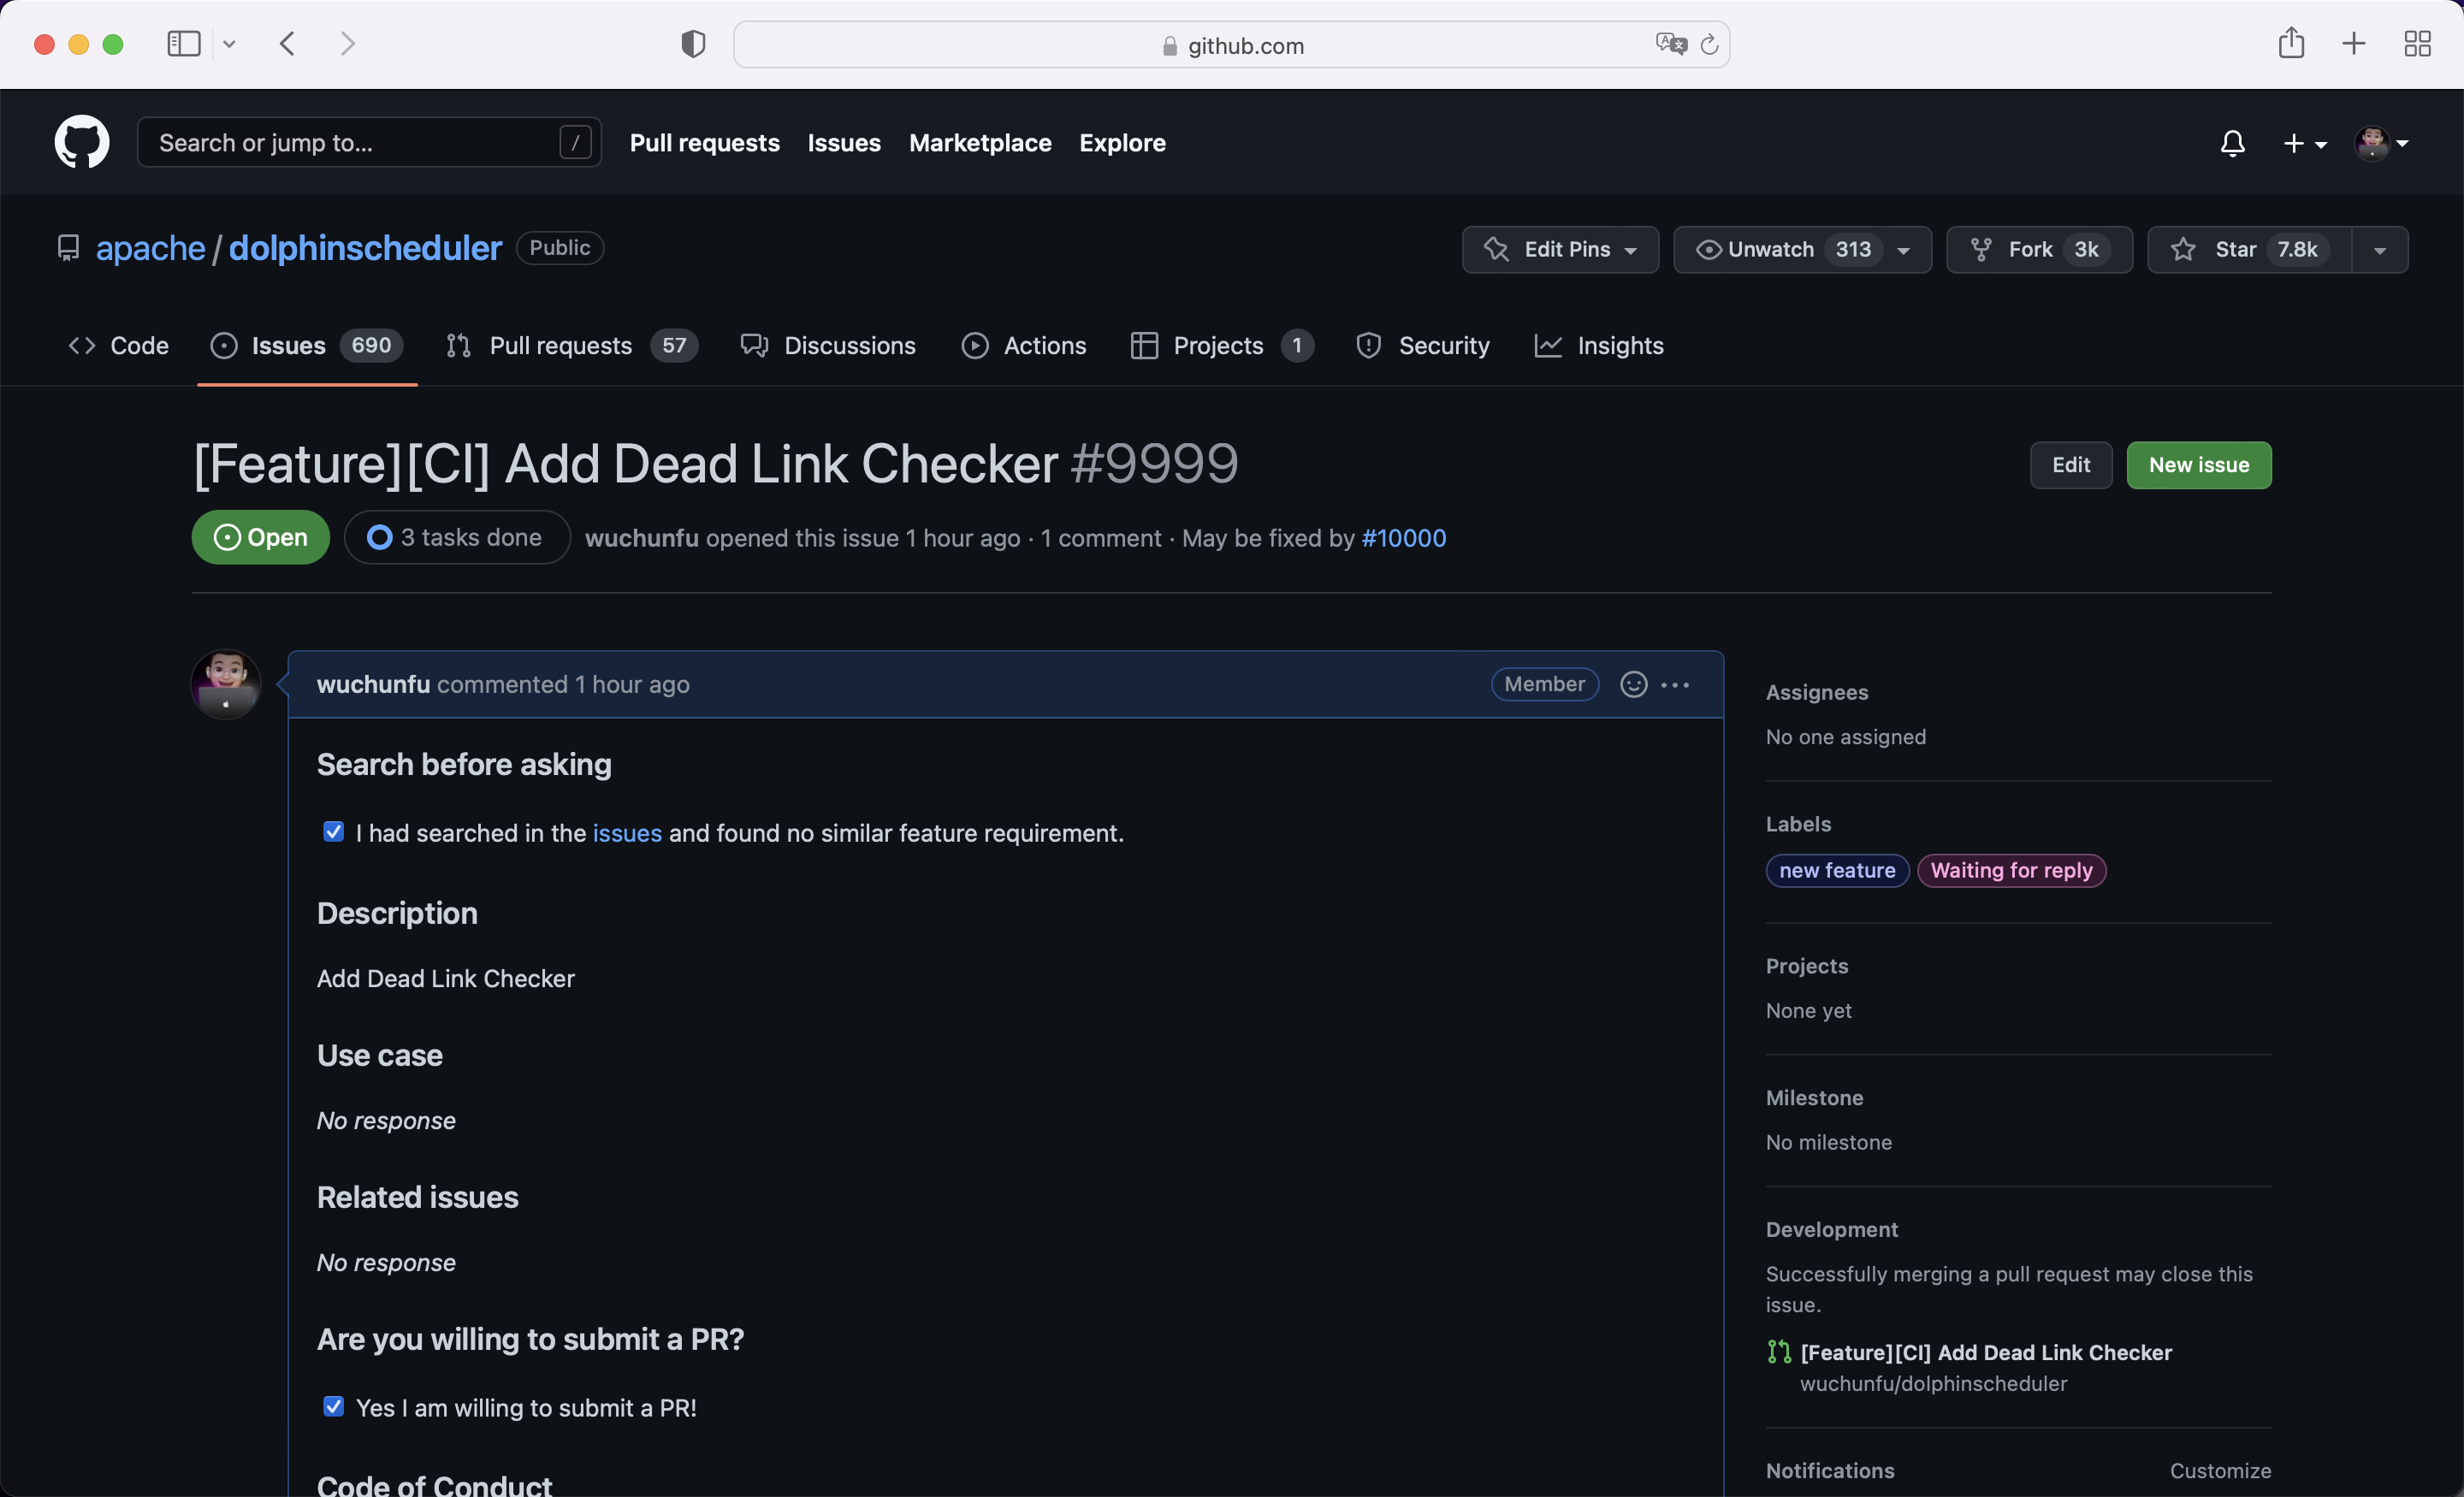 github.com
Search or jump to... /
Pull requests Issues Marketplace Explore
apache / dolphinscheduler Public
Edit Pins Unwatch 313 Fork 3k Star 7.8k
Code Issues 690 Pull requests 57 Discussions Actions Projects 1 Security Insights
[Feature][CI] Add Dead Link Checker #9999
Edit New issue
Open 3 tasks done wuchunfu opened this issue 1 hour ago · 1 comment · May be fixed by #10000
wuchunfu commented 1 hour ago Member
Search before asking
I had searched in the issues and found no similar feature requirement.
Description
Add Dead Link Checker
Use case
No response
Related issues
No response
Are you willing to submit a PR?
Yes I am willing to submit a PR!
Code of Conduct
Assignees
No one assigned
Labels
new feature Waiting for reply
Projects
None yet
Milestone
No milestone
Development
Successfully merging a pull request may close this
issue.
[Feature][CI] Add Dead Link Checker
wuchunfu/dolphinscheduler
Notifications Customize